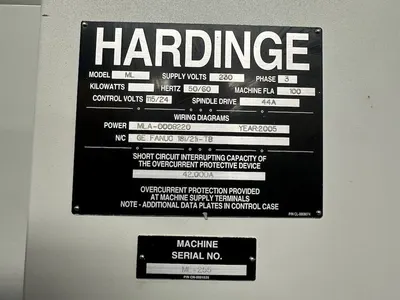 HARDINGE
MODEL ML SUPPLY VOLTS 230 PHASE 3
KILOWATTS HERTZ 50/60 MACHINE FLA 100
CONTROL VOLTS 115/24 SPINDLE DRIVE 44A
WIRING DIAGRAMS
POWER MLA-0009220 YEAR:2005
N/C GE FANUC 18i/21i-TB
SHORT CIRCUIT INTERRUPTING CAPACITY OF
THE OVERCURRENT PROTECTIVE DEVICE
42,000A
OVERCURRENT PROTECTION PROVIDED
AT MACHINE SUPPLY TERMINALS
NOTE - ADDITIONAL DATA PLATES IN CONTROL CASE
MACHINE
SERIAL NO.